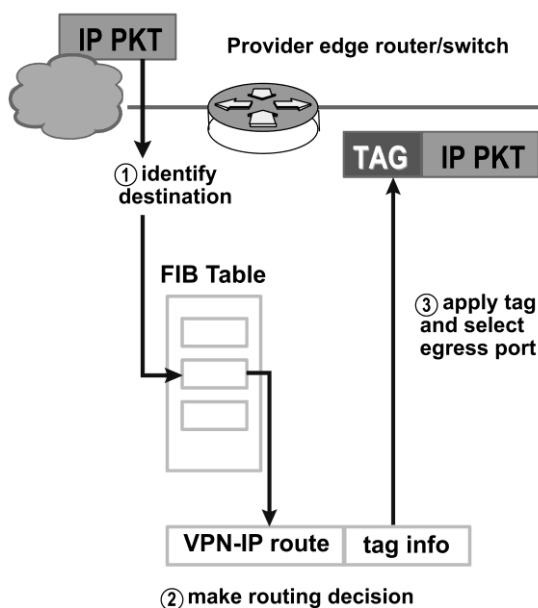 IP PKT
Provider edge router/switch
TAG IP PKT
① identify
destination
FIB Table
③ apply tag
and select
egress port
VPN-IP route tag info
② make routing decision